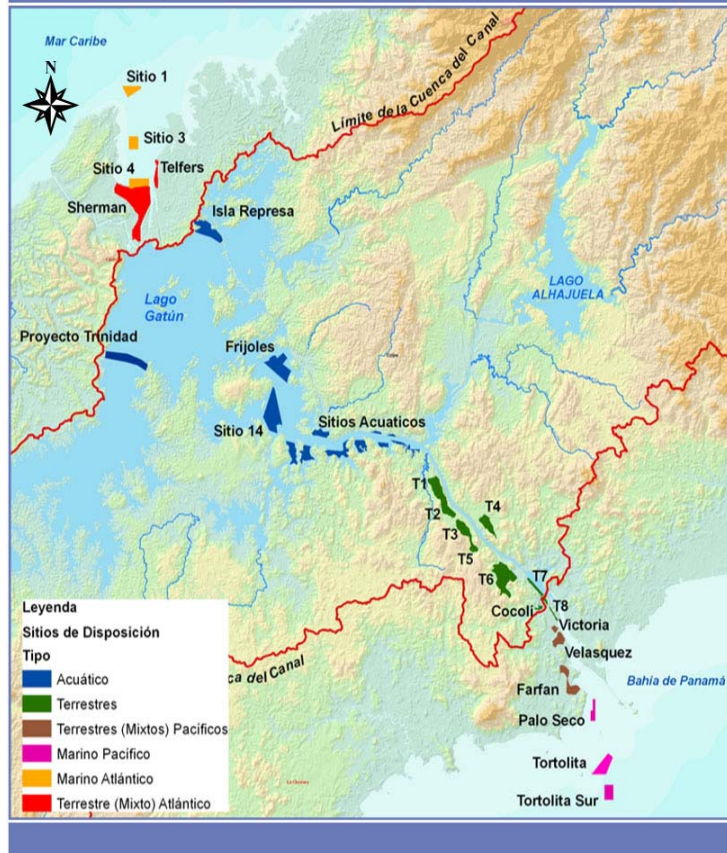 Mar Caribe
N
Sitio 1
Límite de la Cuenca del Canal
Sitio 3
Sitio 4
Telfers
Sherman
Isla Represa
LAGO
ALHAJUELA
Lago
Gatún
Proyecto Trinidad
Frijoles
Sitios Acuaticos
Sitio 14
T1
T2
T4
T3
T5
T6
T7
Cocolí
T8
Victoria
Velasquez
Bahia de Panamá
Farfan
Palo Seco
Tortolita
Tortolita Sur
ca del Canal
Leyenda
Sitios de Disposición
Tipo
Acuático
Terrestres
Terrestres (Mixtos) Pacíficos
Marino Pacífico
Marino Atlántico
Terrestre (Mixto) Atlántico